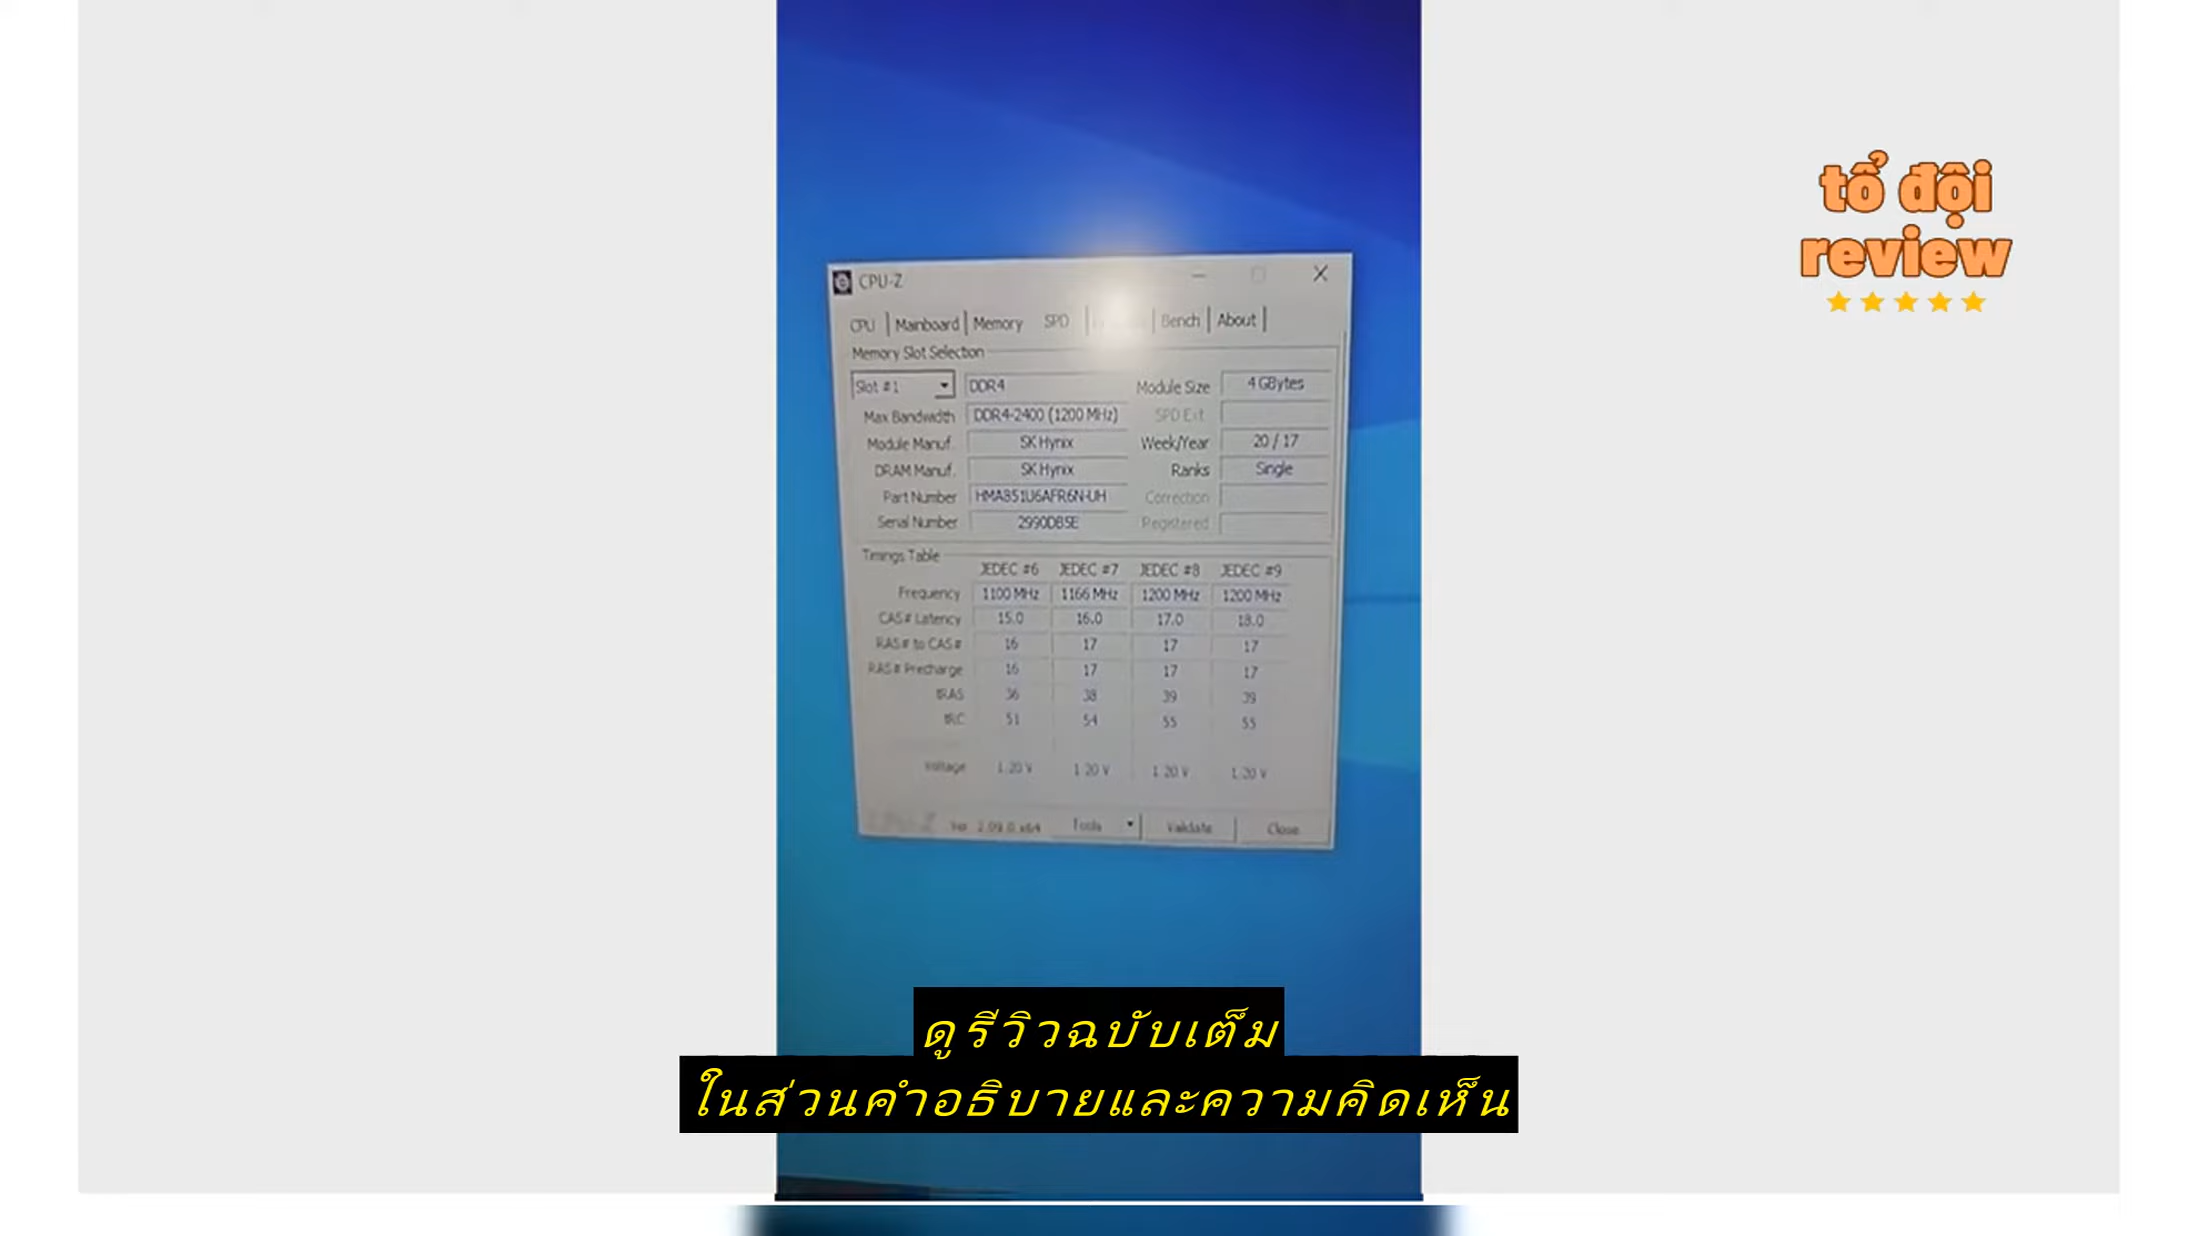 tổ đội
review
CPU-Z
CPU Mainboard Memory SPD Bench About
Memory Slot Selection
Slot #1 DDR4 Module Size 4 GBytes
Max Bandwidth DDR4-2400 (1200 MHz) SPD Ext.
Module Manuf. SK Hynix Week/Year 20 / 17
DRAM Manuf. SK Hynix Ranks Single
Part Number HMA851U6AFR6N-UH Correction
Serial Number 2990DB5E Registered
Timings Table
JEDEC #6 JEDEC #7 JEDEC #8 JEDEC #9
Frequency 1100 MHz 1166 MHz 1200 MHz 1200 MHz
CAS# Latency 15.0 16.0 17.0 18.0
RAS# to CAS# 16 17 17 17
RAS# Precharge 16 17 17 17
tRAS 36 38 39 39
tRC 51 54 55 55
Voltage 1.20 V 1.20 V 1.20 V 1.20 V
CPU-Z Ver. 2.09.0.x64 Tools Validate Close
ดูรีวิวฉบับเต็ม
ในส่วนคำอธิบายและความคิดเห็น